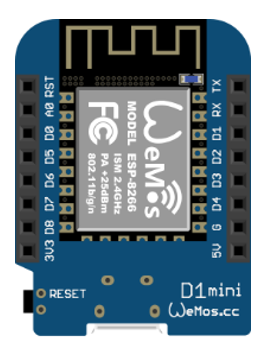 RST
A0
D0
D5
D6
D7
D8
3V3
TX
RX
D1
D2
D3
D4
G
5V
WeMos
MODEL ESP-8266
FC
ISM 2.4GHz
PA +25dBm
802.11b/g/n
RESET
D1mini
WeMos.cc